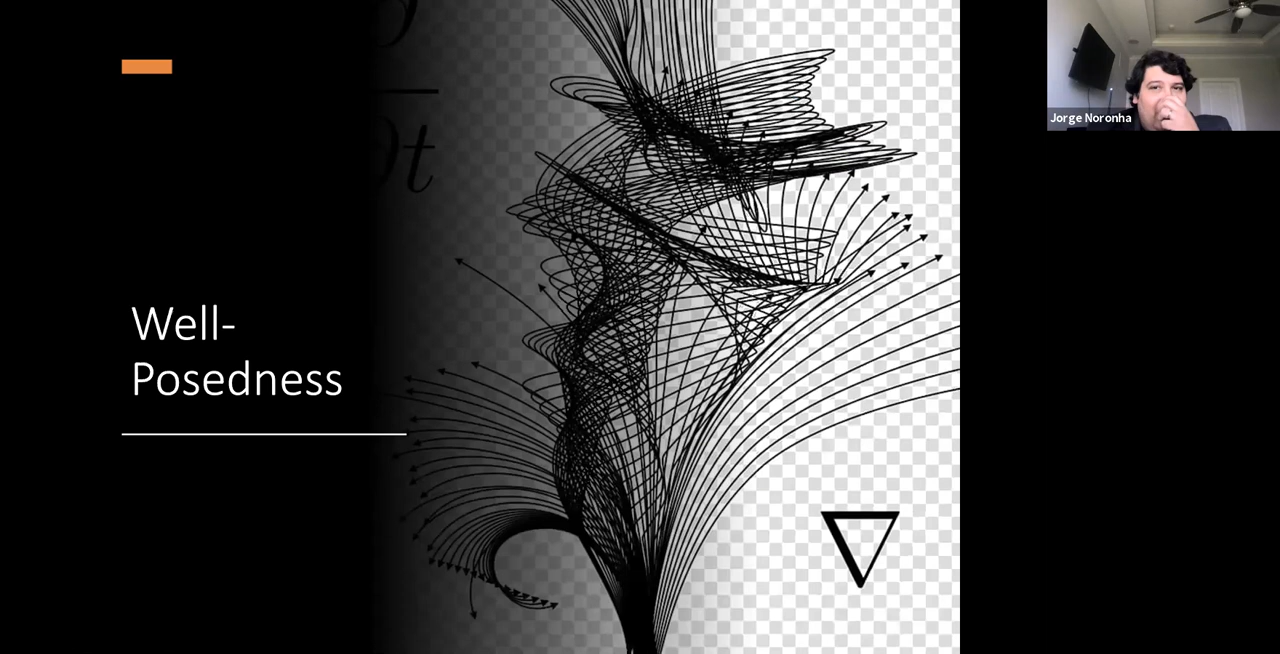 ∂
∂t
Well-
Posedness
∇
Jorge Noronha